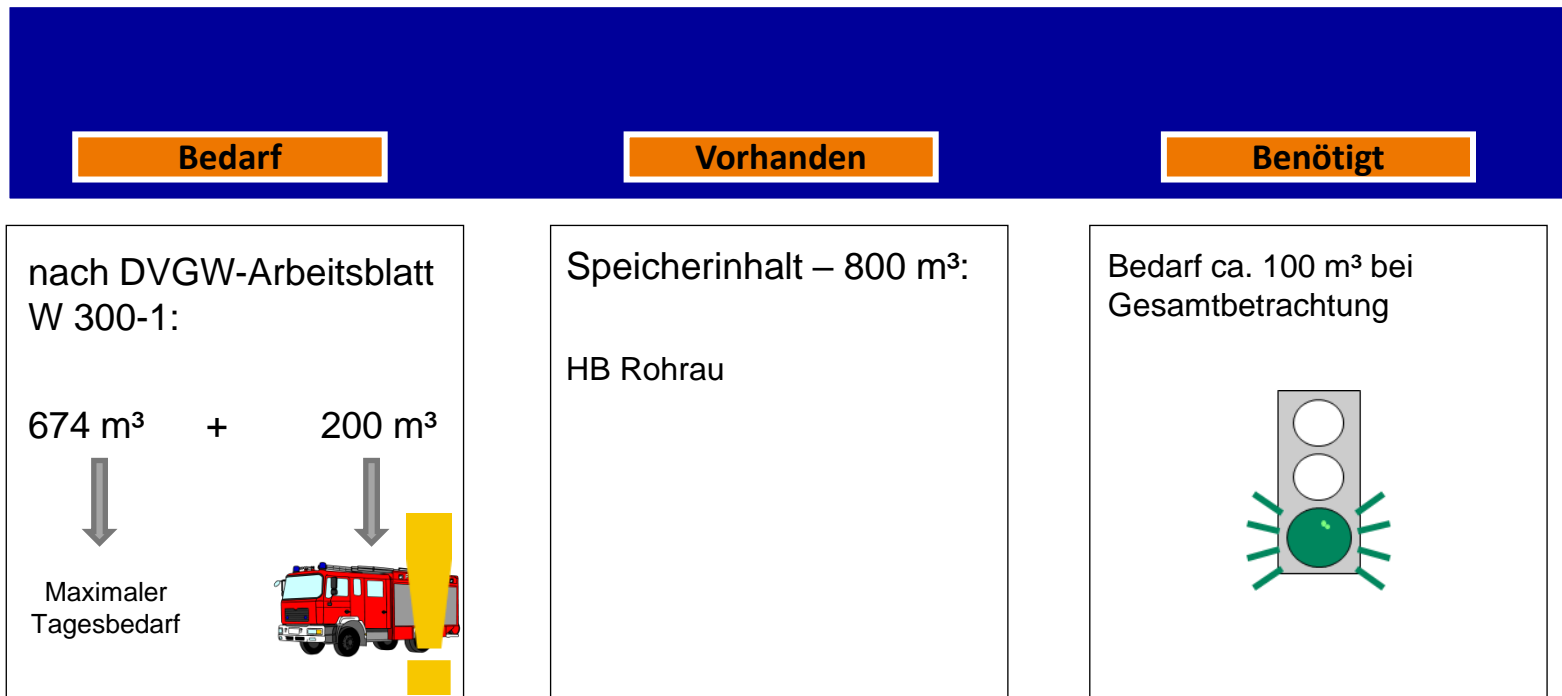 Bedarf
Vorhanden
Benötigt
nach DVGW-Arbeitsblatt
W 300-1:
674 m³ + 200 m³
Maximaler
Tagesbedarf
Speicherinhalt – 800 m³:
HB Rohrau
Bedarf ca. 100 m³ bei
Gesamtbetrachtung